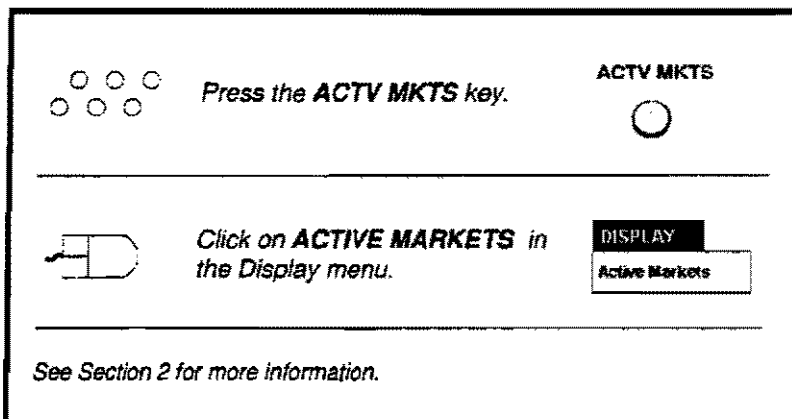 Press the ACTV MKTS key.
ACTV MKTS
Click on ACTIVE MARKETS in
the Display menu.
DISPLAY
Active Markets
See Section 2 for more information.